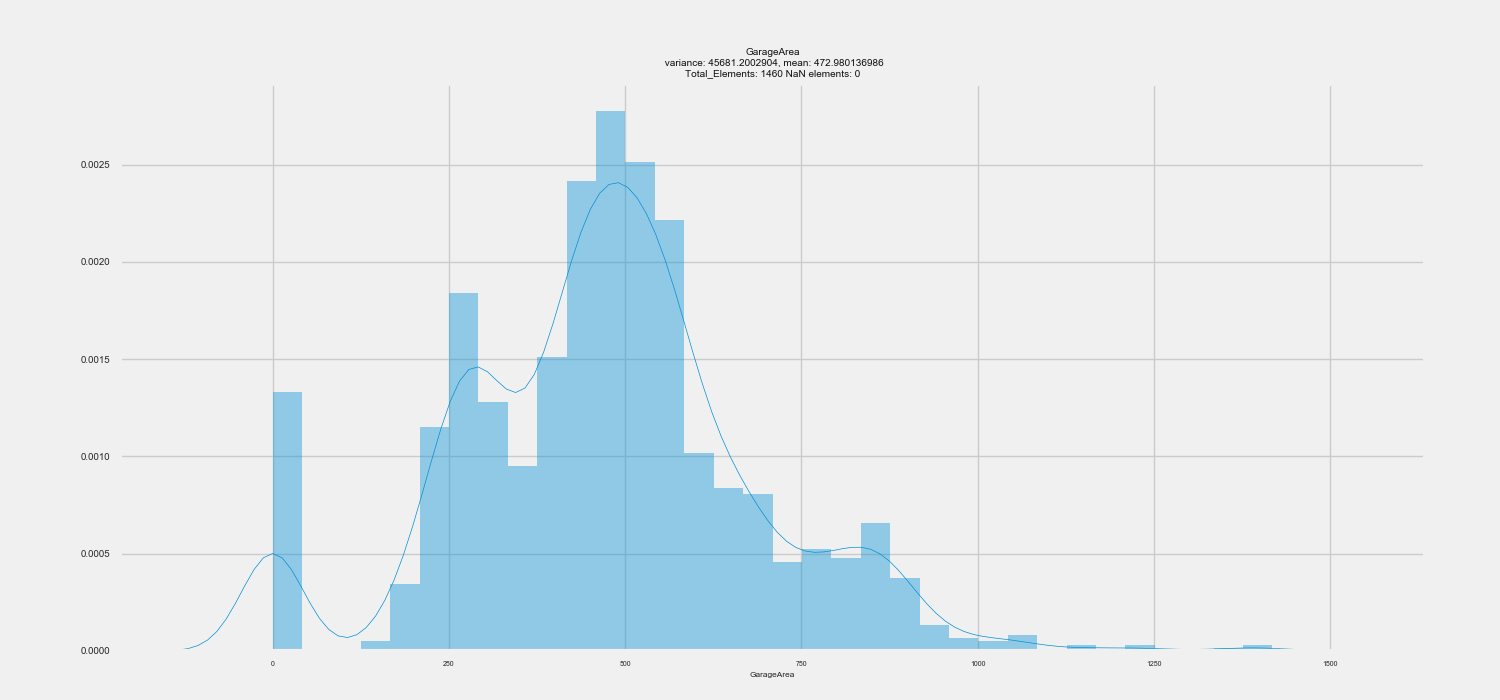 GarageArea
variance: 45681.2002904, mean: 472.980136986
Total_Elements: 1460 NaN elements: 0
0.0025
0.0020
0.0015
0.0010
0.0005
0.0000
0 250 500 750 1000 1250 1500
GarageArea